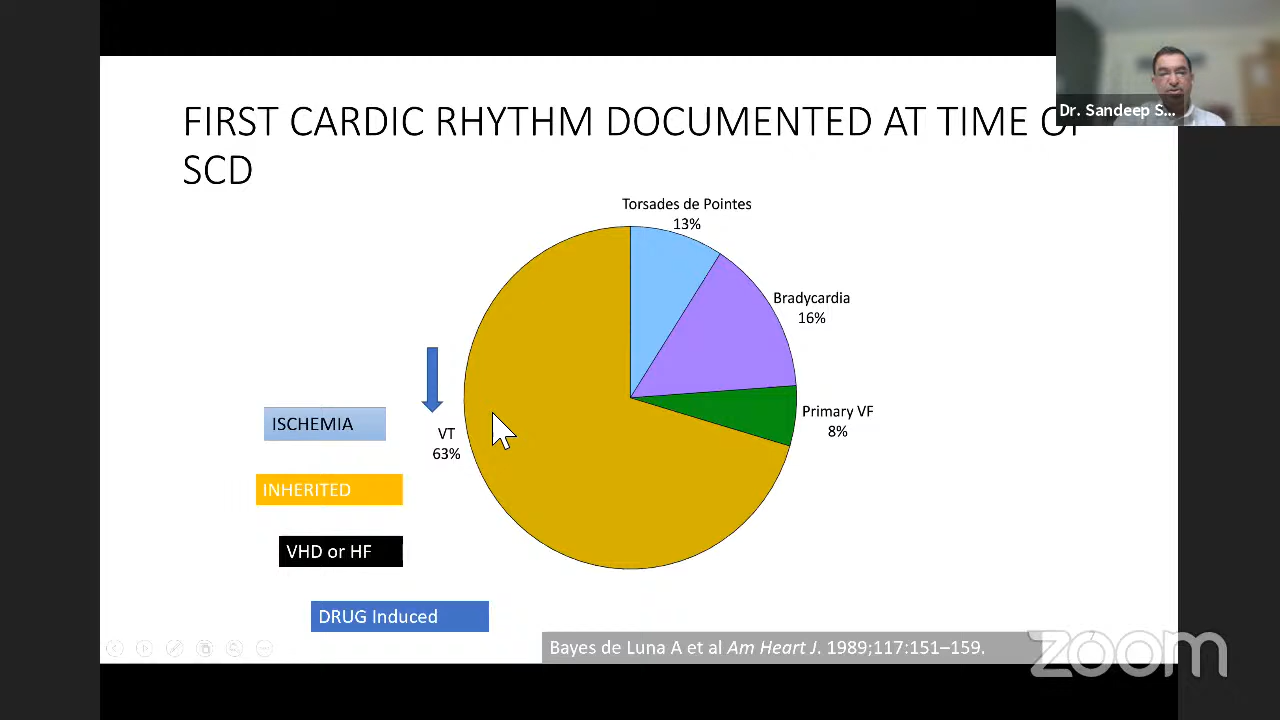 Dr. Sandeep S...
FIRST CARDIC RHYTHM DOCUMENTED AT TIME OF
SCD
Torsades de Pointes
13%
Bradycardia
16%
Primary VF
8%
VT
63%
ISCHEMIA
INHERITED
VHD or HF
DRUG Induced
Bayes de Luna A et al Am Heart J. 1989;117:151–159.
zoom